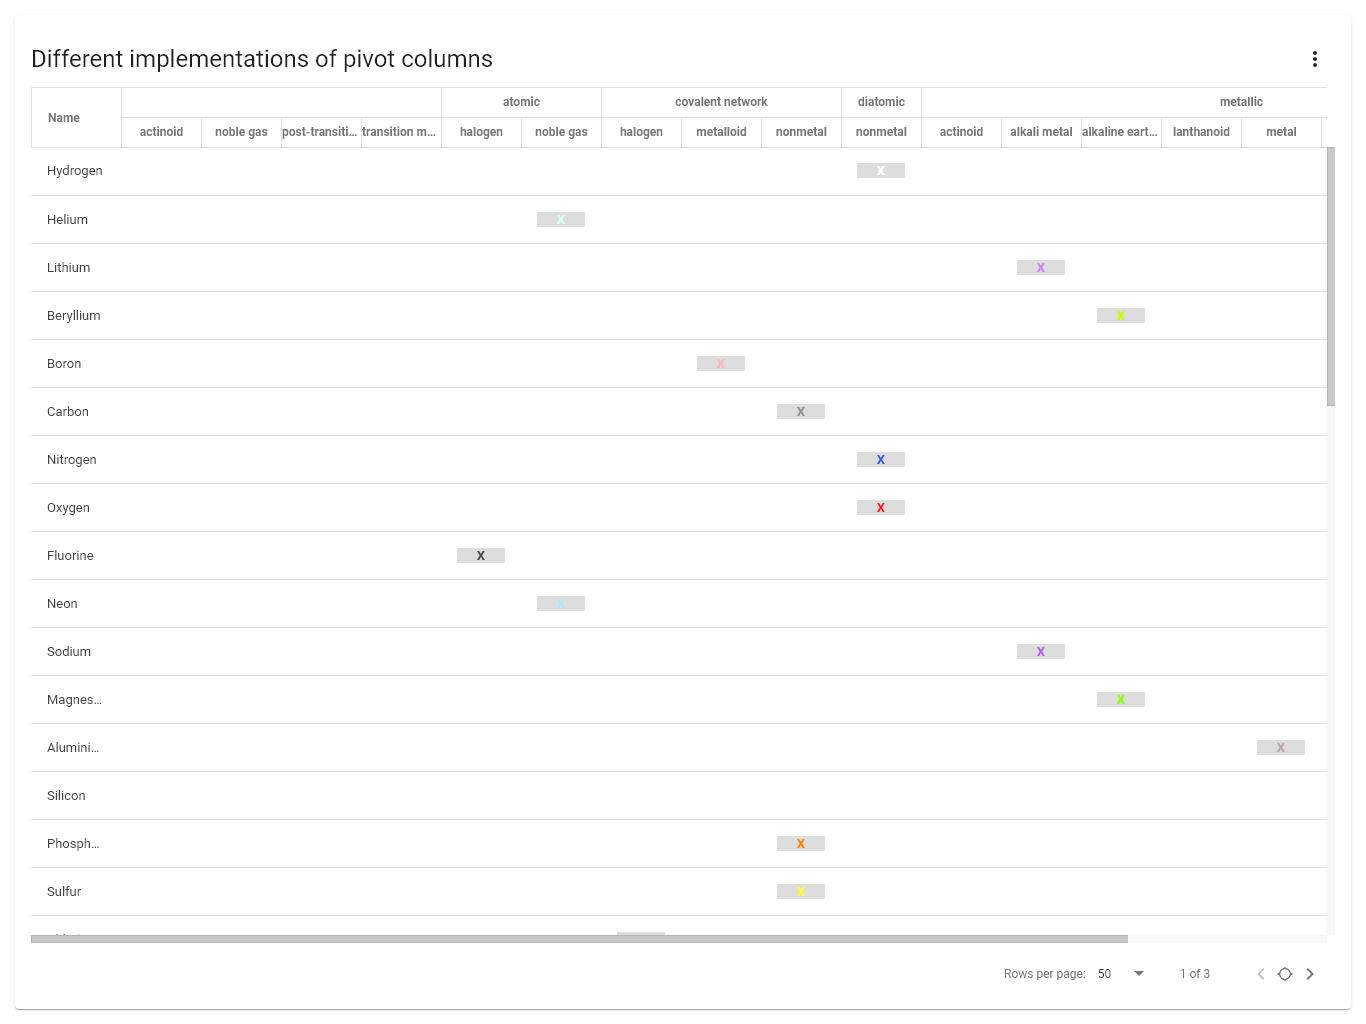 Different implementations of pivot columns
atomic covalent network diatomic metallic
Name
actinoid noble gas post-transiti... transition m... halogen noble gas halogen metalloid nonmetal nonmetal actinoid alkali metal alkaline eart... lanthanoid metal
Hydrogen X
Helium X
Lithium X
Beryllium X
Boron X
Carbon X
Nitrogen X
Oxygen X
Fluorine X
Neon X
Sodium X
Magnes... X
Alumini... X
Silicon
Phosph... X
Sulfur X
Rows per page: 50 1 of 3